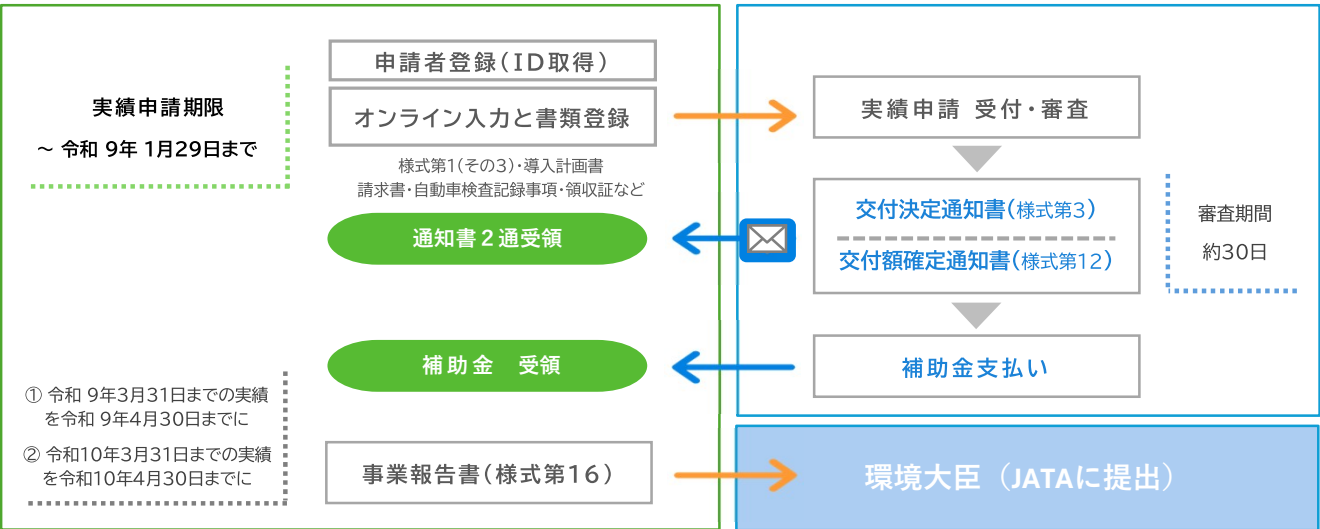 申請者登録(ID取得)
実績申請期限
～ 令和 9年 1月29日まで
オンライン入力と書類登録
様式第1(その3)・導入計画書
請求書・自動車検査記録事項・領収証など
実績申請 受付・審査
通知書２通受領
交付決定通知書(様式第3)
交付額確定通知書(様式第12)
審査期間
約30日
補助金 受領
補助金支払い
① 令和 9年3月31日までの実績
を令和 9年4月30日までに
② 令和10年3月31日までの実績
を令和10年4月30日までに
事業報告書(様式第16)
環境大臣（JATAに提出）